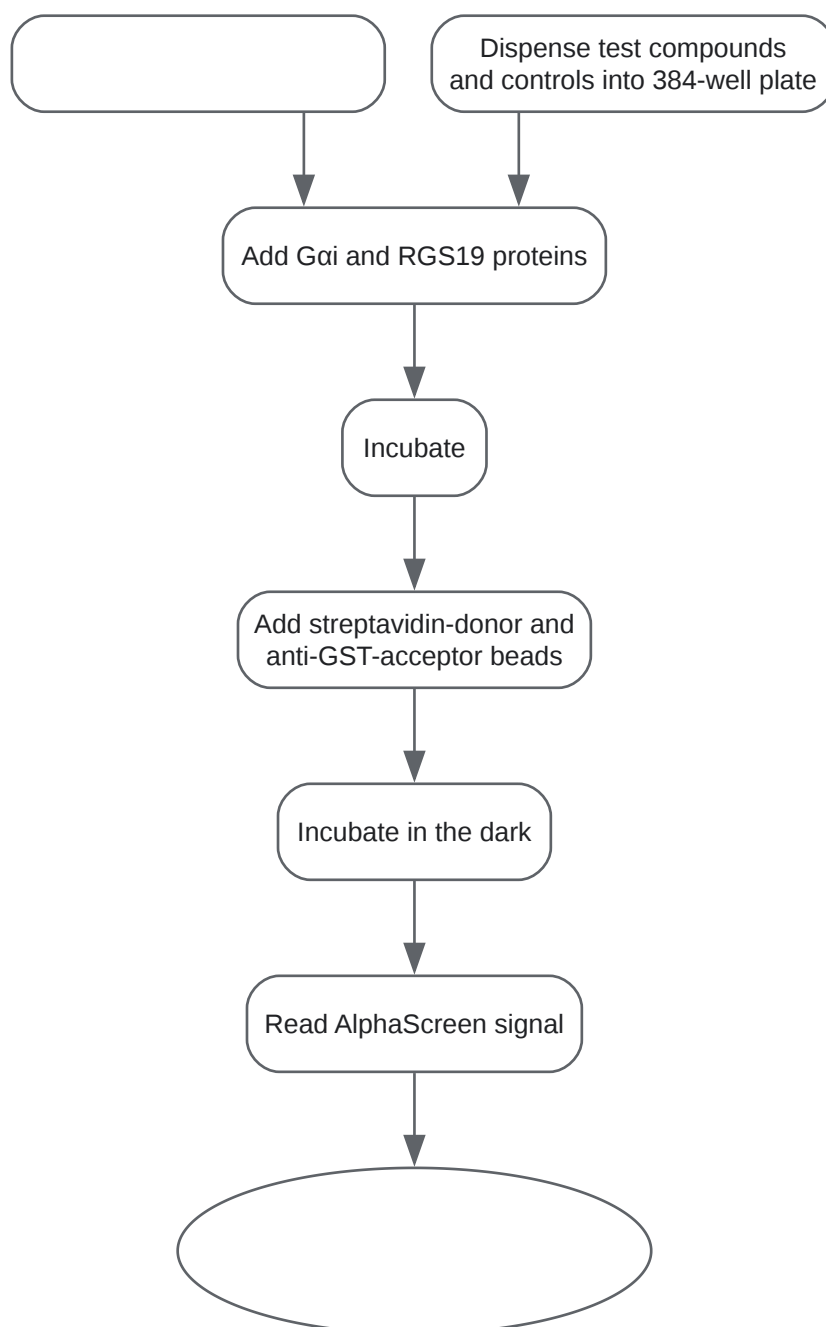 Dispense test compounds
and controls into 384-well plate
Add Gαi and RGS19 proteins
Incubate
Add streptavidin-donor and
anti-GST-acceptor beads
Incubate in the dark
Read AlphaScreen signal